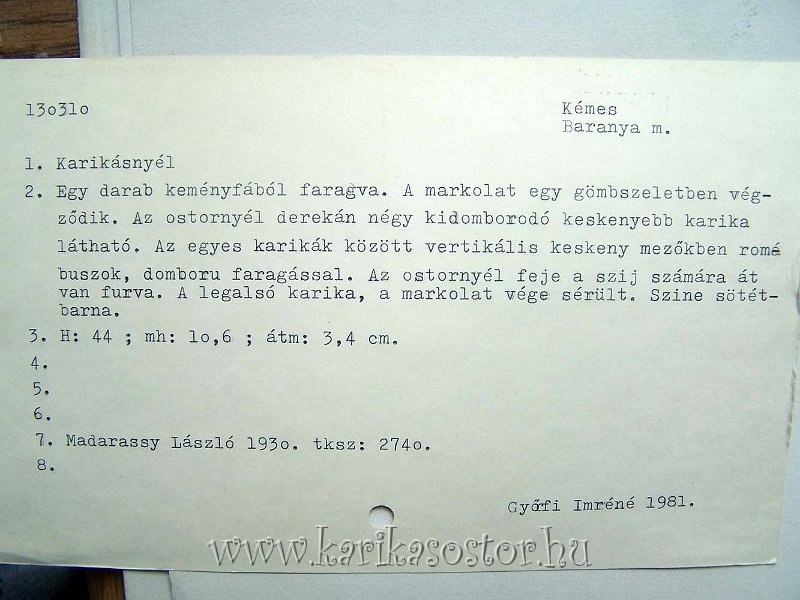 13o31o
Kémes
Baranya m.
1. Karikásnyél
2. Egy darab keményfából faragva. A markolat egy gömbszeletben vég-
ződik. Az ostornyél derekán négy kidomborodó keskenyebb karika
látható. Az egyes karikák között vertikális keskeny mezőkben romá
buszok, domboru faragással. Az ostornyél feje a szij számára át
van furva. A legalsó karika, a markolat vége sérült. Szine sötét-
barna.
3. H: 44 ; mh: 1o,6 ; átm: 3,4 cm.
4.
5.
6.
7. Madarassy László 193o. tksz: 274o.
8.
Győfi Imréné 1981.
www.karikasostor.hu